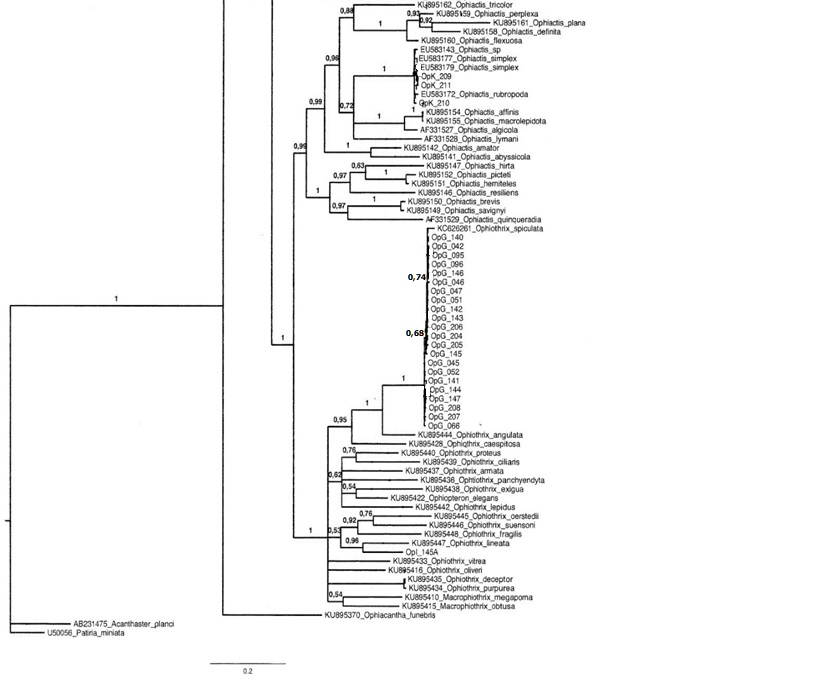 KU895162_Ophiactis_tricolor
0,88
0,93
KU895159_Ophiactis_perplexa
0,92
KU895161_Ophiactis_plana
1
KU895158_Ophiactis_definita
KU895160_Ophiactis_flexuosa
EU583143_Ophiactis_sp
0,96
EU583177_Ophiactis_simplex
EU583179_Ophiactis_simplex
1
OpK_209
OpK_211
EU583172_Ophiactis_rubropoda
OpK_210
0,99
0,72
1
KU895154_Ophiactis_affinis
1
KU895155_Ophiactis_macrolepidota
AF331527_Ophiactis_algicola
AF331528_Ophiactis_lymani
0,99
1
KU895142_Ophiactis_amator
KU895141_Ophiactis_abyssicola
0,63
KU895147_Ophiactis_hirta
0,97
1
KU895152_Ophiactis_picteti
KU895151_Ophiactis_hemiteles
1
KU895146_Ophiactis_resiliens
1
KU895150_Ophiactis_brevis
0,97
KU895149_Ophiactis_savignyi
AF331529_Ophiactis_quinqueradia
KC626261_Ophiothrix_spiculata
OpG_140
OpG_042
OpG_095
OpG_096
OpG_146
0,74
OpG_046
OpG_047
OpG_051
1
OpG_142
OpG_143
OpG_206
0,68
OpG_204
1
OpG_205
OpG_145
OpG_045
OpG_052
1
OpG_141
OpG_144
OpG_147
1
OpG_208
OpG_207
0,95
OpG_066
KU895444_Ophiothrix_angulata
KU895428_Ophiothrix_caespitosa
0,76
KU895440_Ophiothrix_proteus
KU895439_Ophiothrix_ciliaris
KU895437_Ophiothrix_armata
0,62
KU895436_Ophiothrix_panchyendyta
0,54
KU895438_Ophiothrix_exigua
KU895422_Ophiopteron_elegans
KU895442_Ophiothrix_lepidus
0,76
KU895445_Ophiothrix_oerstedii
0,92
KU895446_Ophiothrix_suensoni
1
0,53
KU895448_Ophiothrix_fragilis
0,96
KU895447_Ophiothrix_lineata
OpI_145A
KU895433_Ophiothrix_vitrea
KU895416_Ophiothrix_oliveri
KU895435_Ophiothrix_deceptor
KU895434_Ophiothrix_purpurea
0,54
KU895410_Macrophiothrix_megapoma
KU895415_Macrophiothrix_obtusa
KU895370_Ophiacantha_funebris
AB231475_Acanthaster_planci
U50056_Patiria_miniata
0.2